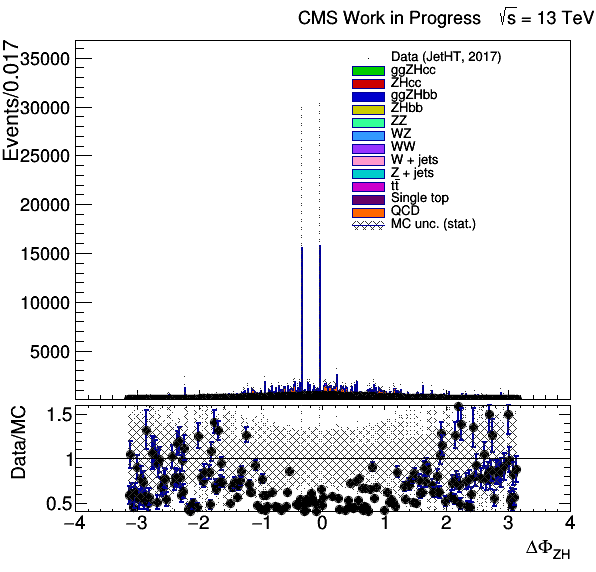 CMS Work in Progress √s = 13 TeV
Events/0.017
35000
30000
25000
20000
15000
10000
5000
Data (JetHT, 2017)
ggZHcc
ZHcc
ggZHbb
ZHbb
ZZ
WZ
WW
W + jets
Z + jets
tt̄
Single top
QCD
MC unc. (stat.)
Data/MC
1.5
1
0.5
−4 −3 −2 −1 0 1 2 3 4
ΔΦ_ZH